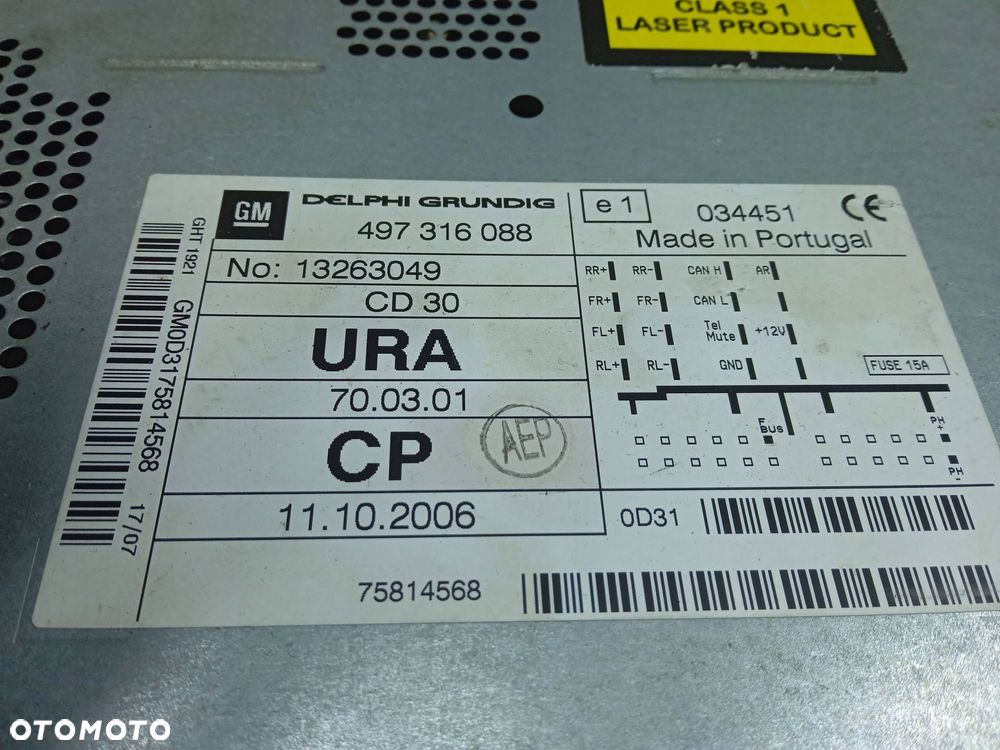 CLASS 1
LASER PRODUCT
GM
DELPHI GRUNDIG
497 316 088
No: 13263049
CD 30
URA
70.03.01
CP
AEP
11.10.2006
75814568
GHT 1921
GM0D3175814568
17/07
e 1
034451
CE
Made in Portugal
RR+ RR- CAN H AR
FR+ FR- CAN L
FL+ FL- Tel Mute +12V
RL+ RL- GND
FUSE 15A
F BUS
PH +
PH -
0D31
OTOMOTO